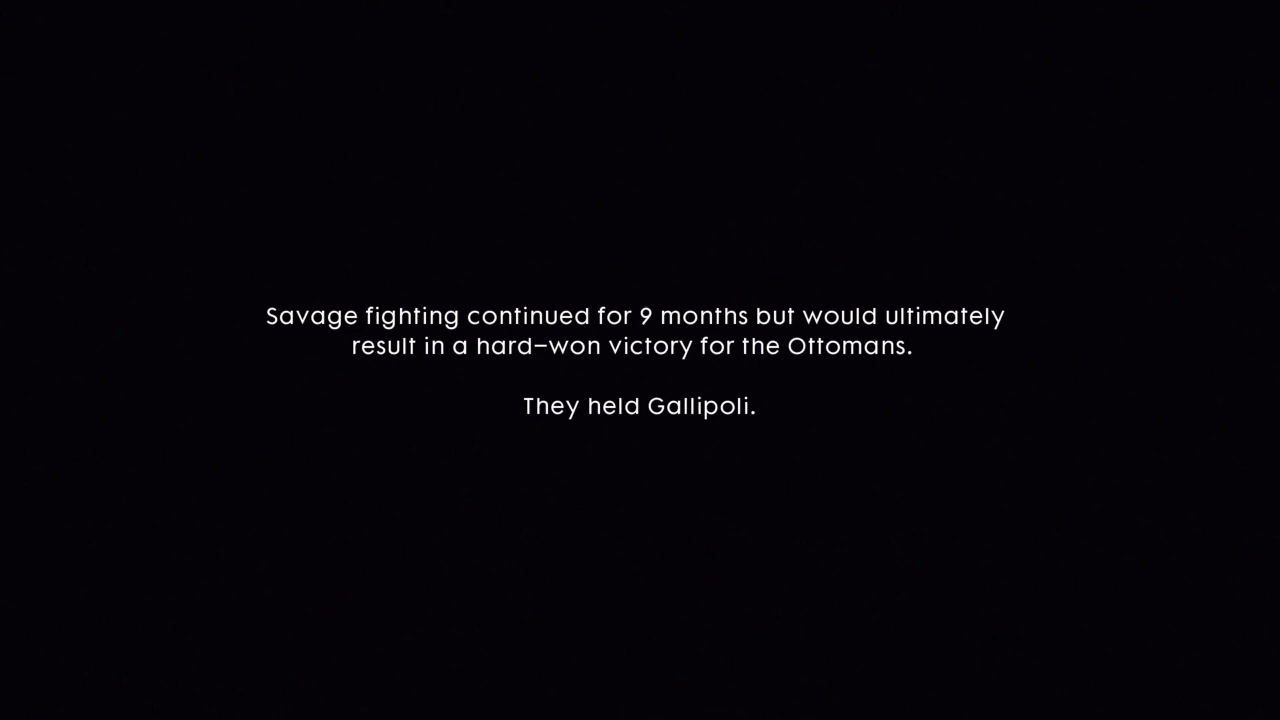 Savage fighting continued for 9 months but would ultimately
result in a hard–won victory for the Ottomans.
They held Gallipoli.